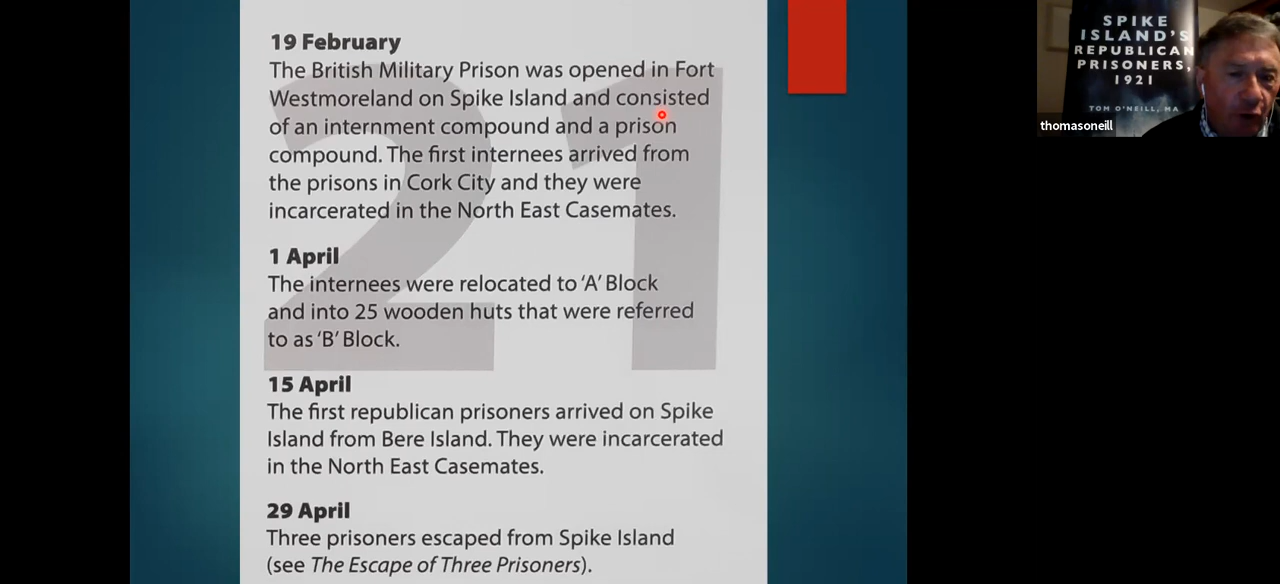 19 February
The British Military Prison was opened in Fort
Westmoreland on Spike Island and consisted
of an internment compound and a prison
compound. The first internees arrived from
the prisons in Cork City and they were
incarcerated in the North East Casemates.
1 April
The internees were relocated to ‘A’ Block
and into 25 wooden huts that were referred
to as ‘B’ Block.
15 April
The first republican prisoners arrived on Spike
Island from Bere Island. They were incarcerated
in the North East Casemates.
29 April
Three prisoners escaped from Spike Island
(see The Escape of Three Prisoners).
21
SPIKE
ISLAND'S
REPUBLICAN
PRISONERS,
1921
TOM O'NEILL, MA
thomasoneill